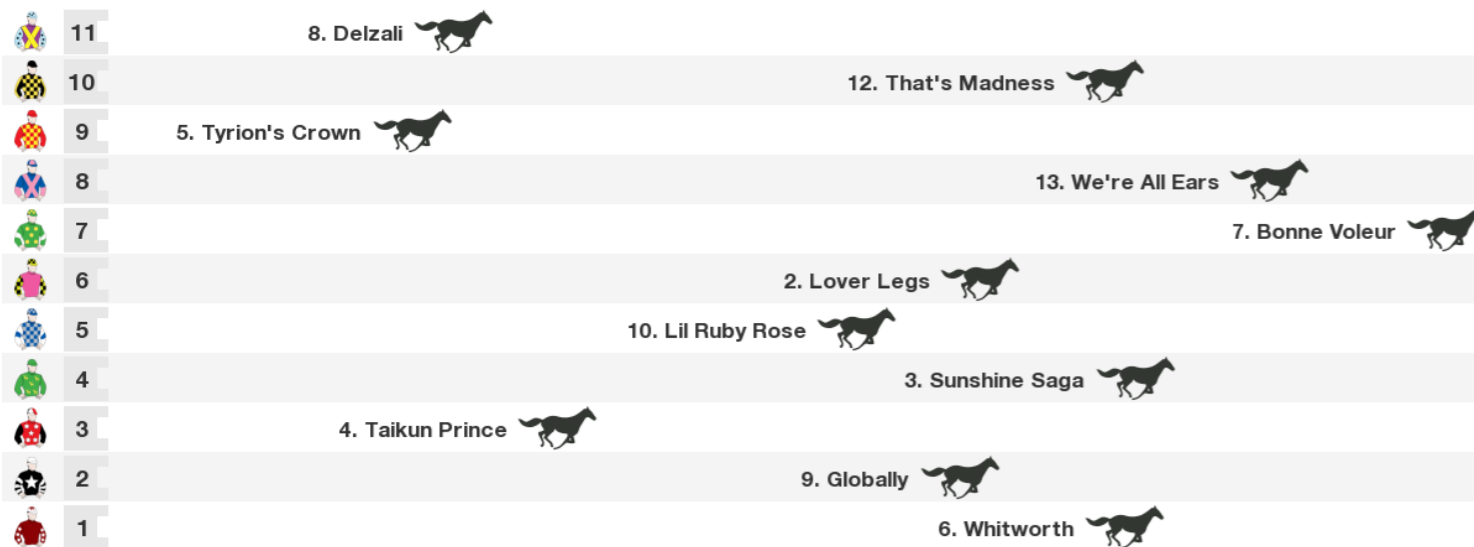 11 8. Delzali
10 12. That's Madness
9 5. Tyrion's Crown
8 13. We're All Ears
7 7. Bonne Voleur
6 2. Lover Legs
5 10. Lil Ruby Rose
4 3. Sunshine Saga
3 4. Taikun Prince
2 9. Globally
1 6. Whitworth